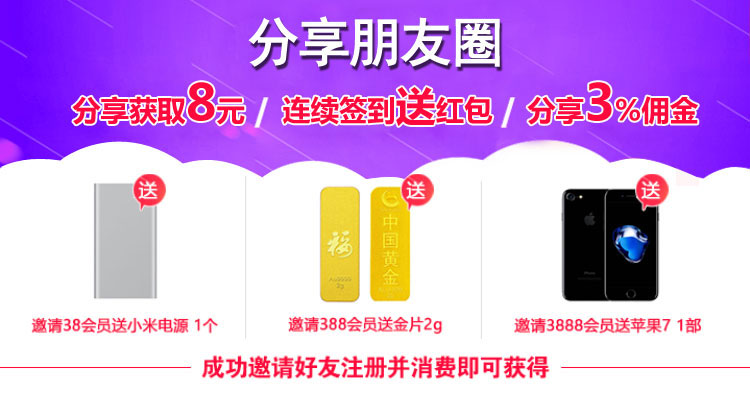 分享朋友圈
分享获取8元 / 连续签到送红包 / 分享3%佣金
送
送
送
福
Au9999
2g
中国黄金
iPhone
邀请38会员送小米电源 1个
邀请388会员送金片2g
邀请3888会员送苹果7 1部
成功邀请好友注册并消费即可获得